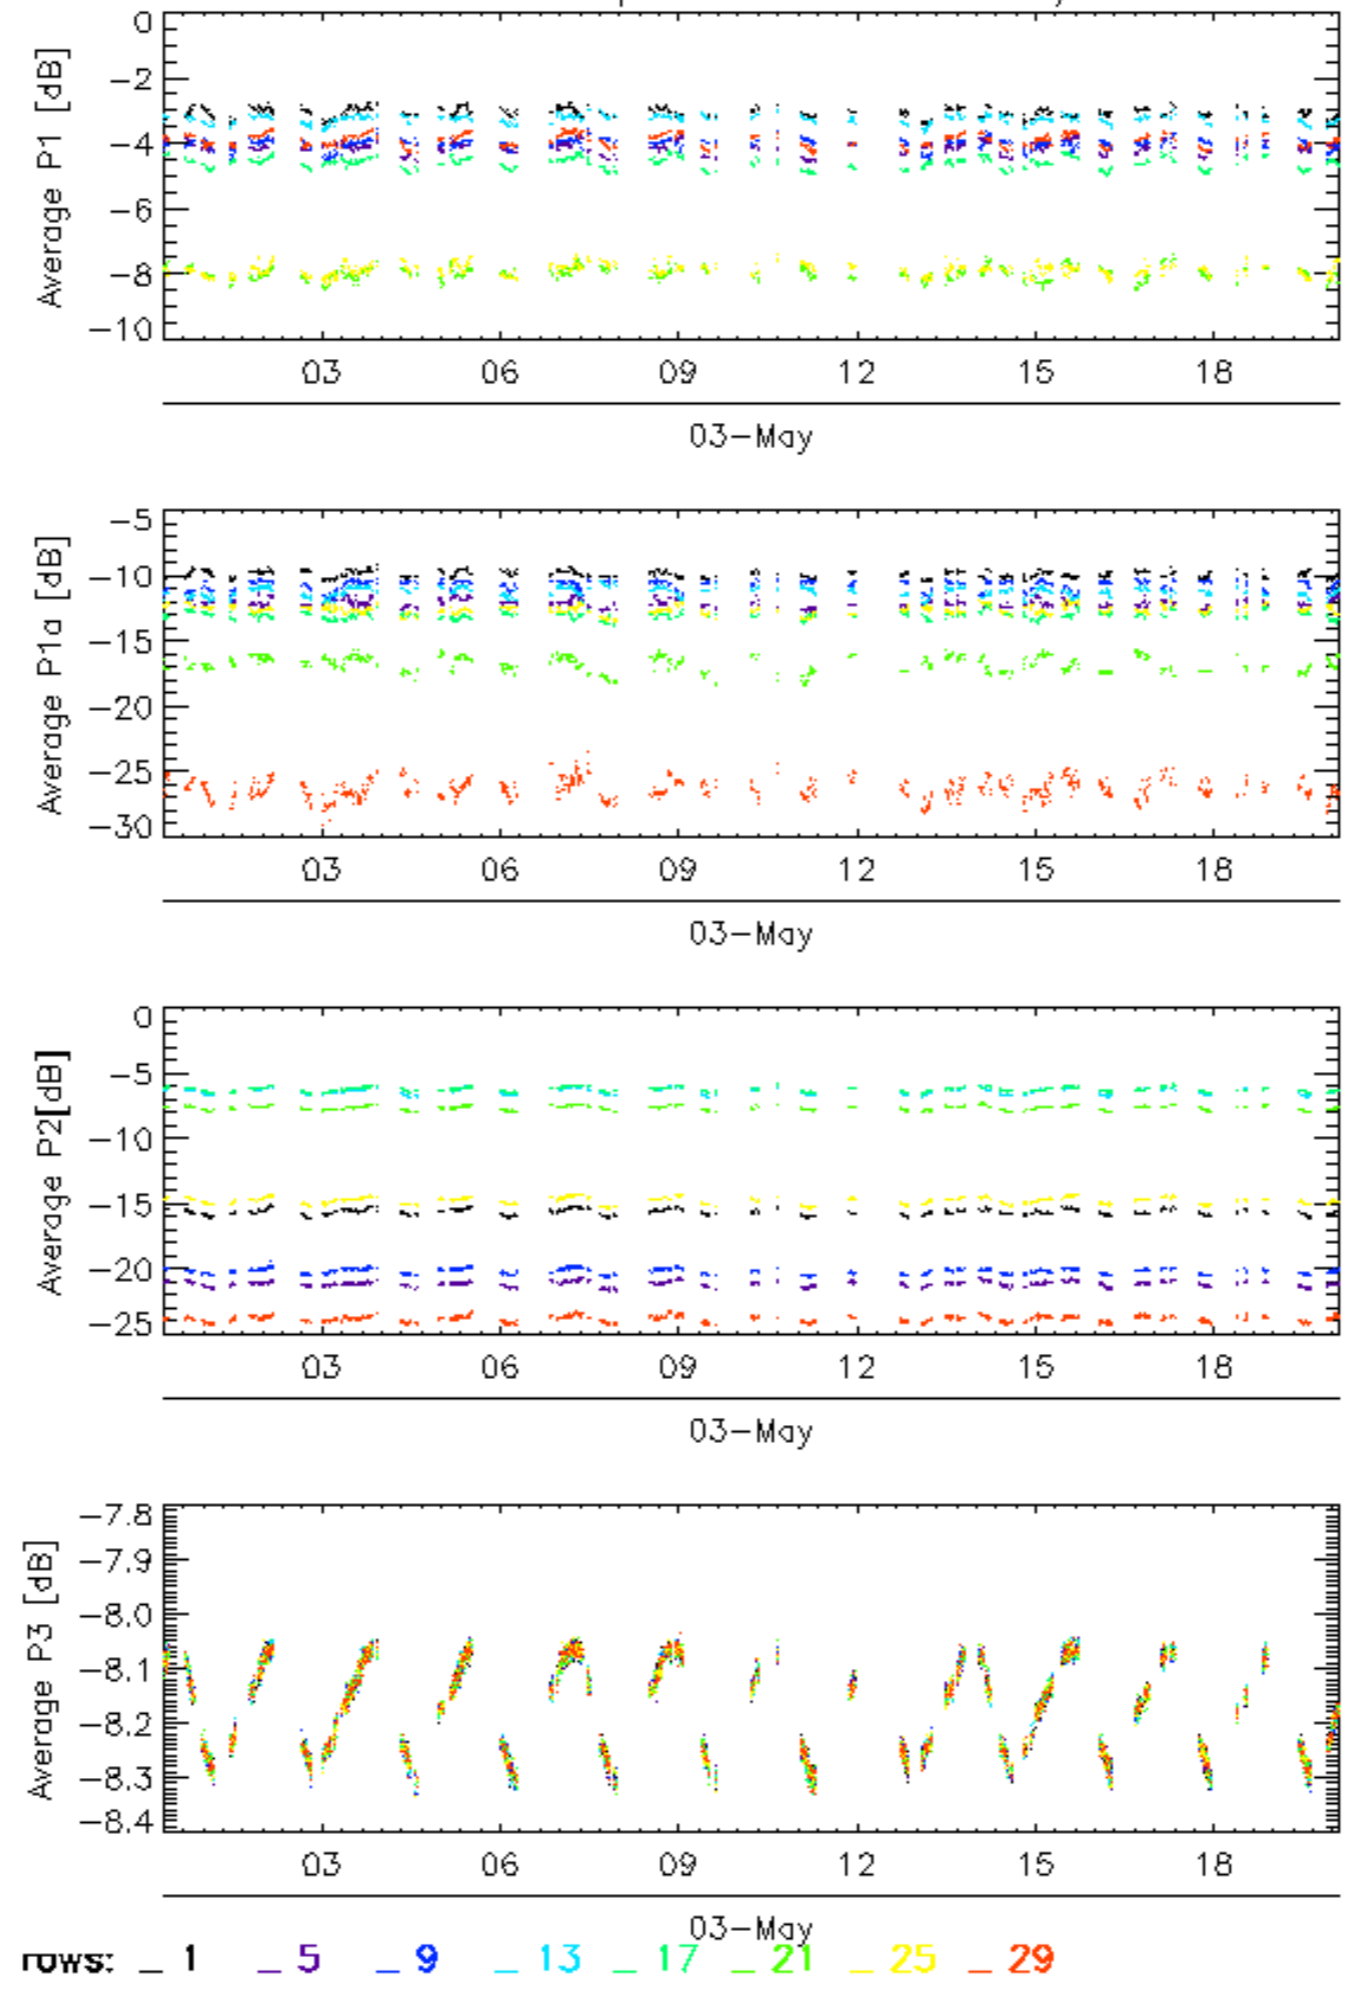 0
−2
−4
−6
−8
−10
Average P1 [dB]
03 06 09 12 15 18
03−May
−5
−10
−15
−20
−25
−30
Average P1a [dB]
03 06 09 12 15 18
03−May
0
−5
−10
−15
−20
−25
Average P2[dB]
03 06 09 12 15 18
03−May
−7.8
−7.9
−8.0
−8.1
−8.2
−8.3
−8.4
Average P3 [dB]
03 06 09 12 15 18
03−May
rows: _ 1 _ 5 _ 9 _ 13 _ 17 _ 21 _ 25 _ 29